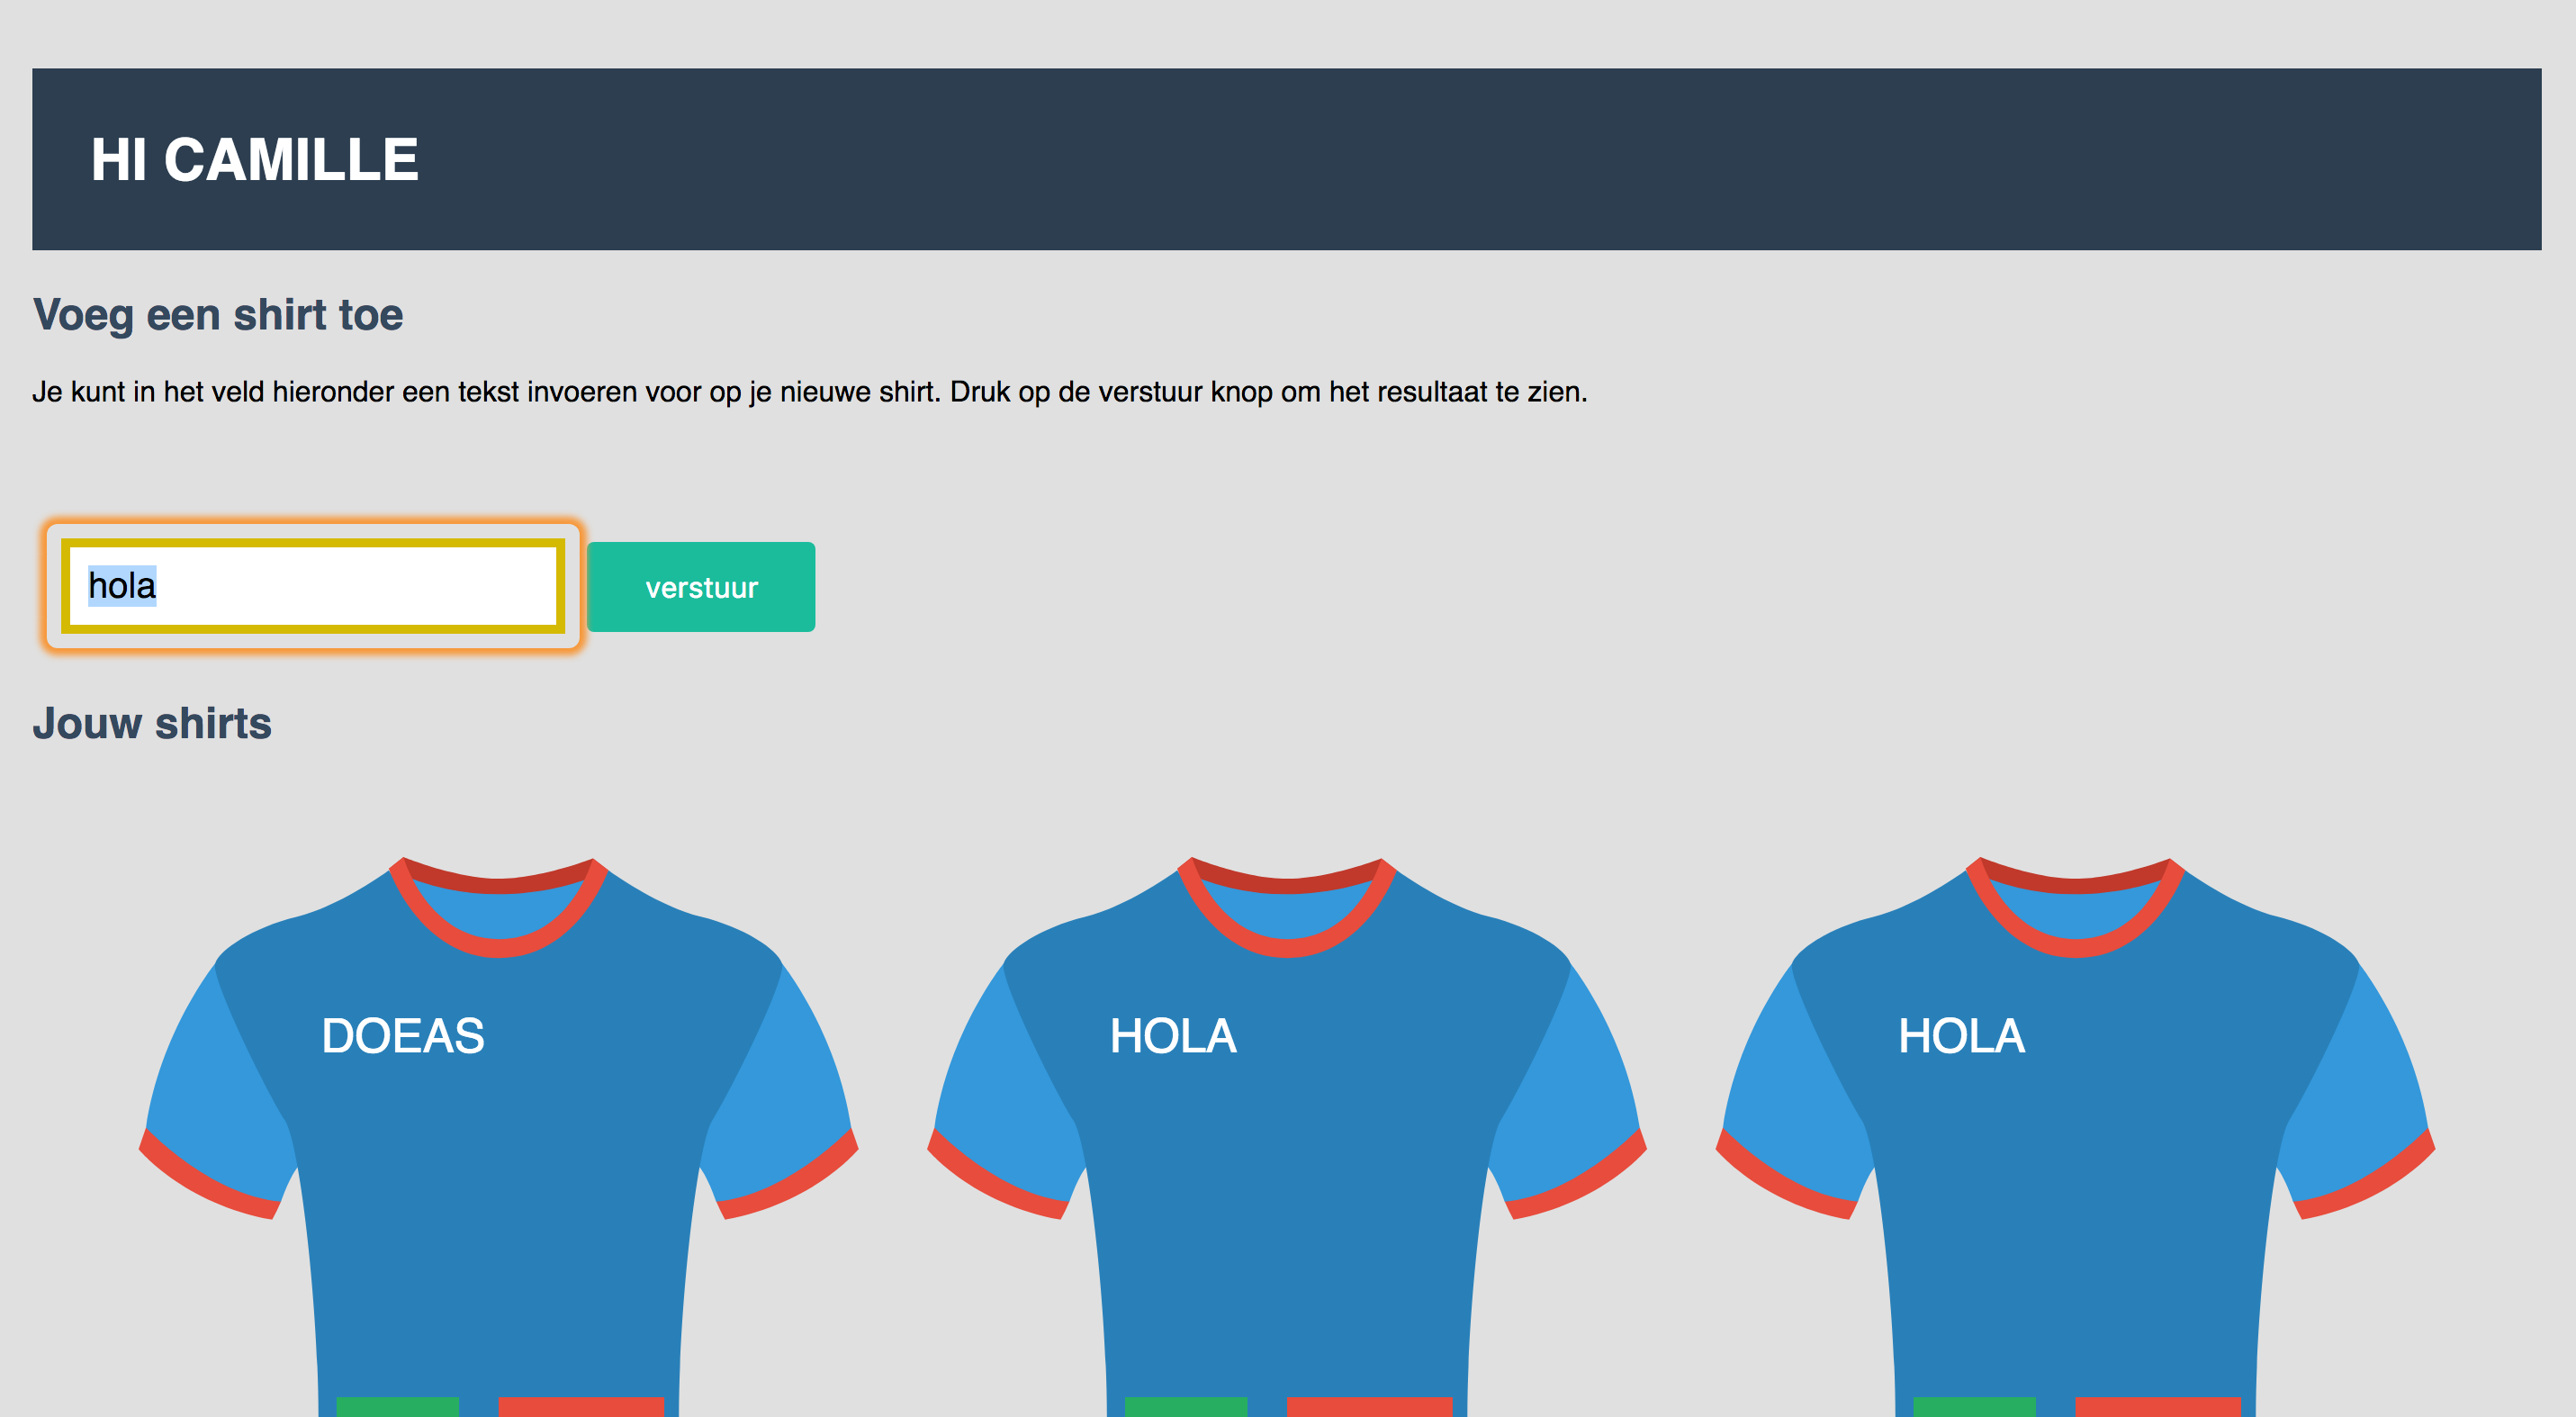 HI CAMILLE
Voeg een shirt toe
Je kunt in het veld hieronder een tekst invoeren voor op je nieuwe shirt. Druk op de verstuur knop om het resultaat te zien.
hola
verstuur
Jouw shirts
DOEAS
HOLA
HOLA